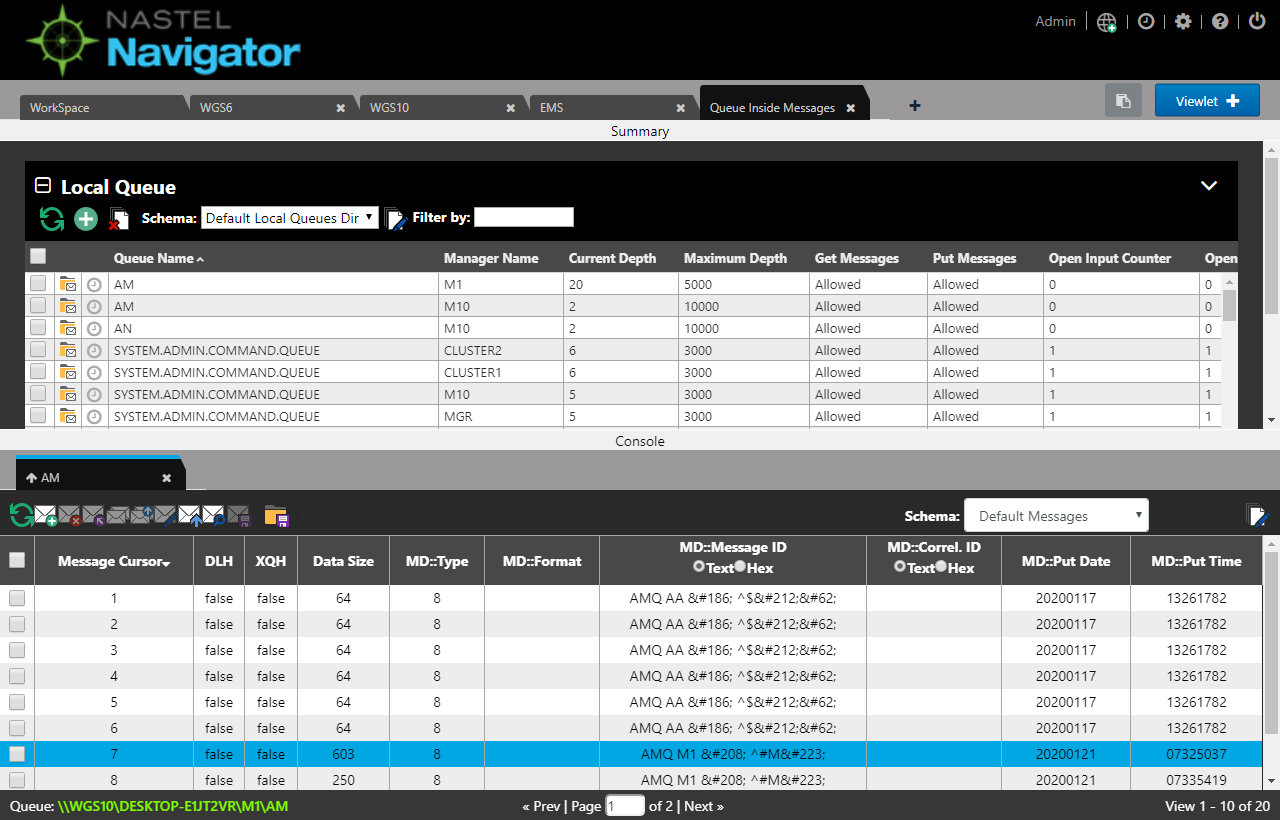 NASTEL
Navigator
Admin
WorkSpace WGS6 WGS10 EMS Queue Inside Messages Viewlet
Summary
Local Queue
Schema: Default Local Queues Dir Filter by:
Queue Name Manager Name Current Depth Maximum Depth Get Messages Put Messages Open Input Counter Open
AM M1 20 5000 Allowed Allowed 0 0
AM M10 2 10000 Allowed Allowed 0 0
AN M10 2 10000 Allowed Allowed 0 0
SYSTEM.ADMIN.COMMAND.QUEUE CLUSTER2 6 3000 Allowed Allowed 1 1
SYSTEM.ADMIN.COMMAND.QUEUE CLUSTER1 6 3000 Allowed Allowed 1 1
SYSTEM.ADMIN.COMMAND.QUEUE M10 5 3000 Allowed Allowed 1 1
SYSTEM.ADMIN.COMMAND.QUEUE MGR 5 3000 Allowed Allowed 1 1
Console
AM
Schema: Default Messages
Message Cursor DLH XQH Data Size MD::Type MD::Format MD::Message ID Text Hex MD::Correl. ID Text Hex MD::Put Date MD::Put Time
1 false false 64 8 AMQ AA &#186; ^$&#212;&#62; 20200117 13261782
2 false false 64 8 AMQ AA &#186; ^$&#212;&#62; 20200117 13261782
3 false false 64 8 AMQ AA &#186; ^$&#212;&#62; 20200117 13261782
4 false false 64 8 AMQ AA &#186; ^$&#212;&#62; 20200117 13261782
5 false false 64 8 AMQ AA &#186; ^$&#212;&#62; 20200117 13261782
6 false false 64 8 AMQ AA &#186; ^$&#212;&#62; 20200117 13261782
7 false false 603 8 AMQ M1 &#208; ^#M&#223; 20200121 07325037
8 false false 250 8 AMQ M1 &#208; ^#M&#223; 20200121 07335419
Queue: \\WGS10\DESKTOP-E1JT2VR\M1\AM « Prev | Page 1 of 2 | Next » View 1 - 10 of 20